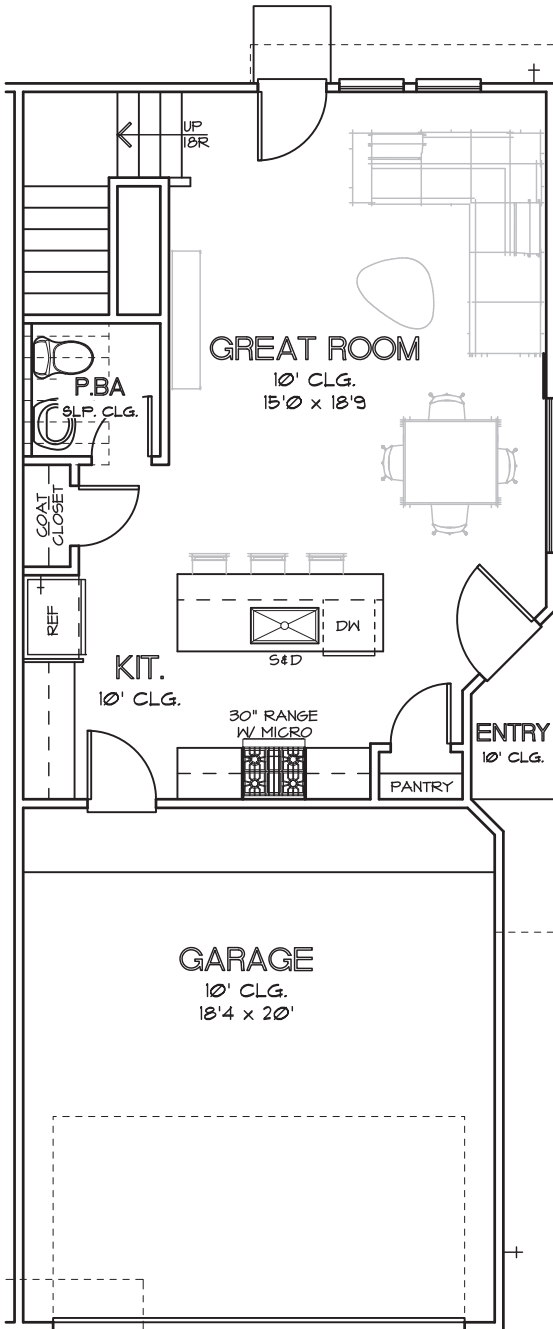 UP
18R
GREAT ROOM
10' CLG.
15'0 x 18'9
P.BA
SLP. CLG.
COAT
CLOSET
REF
DW
S&D
KIT.
10' CLG.
30" RANGE
W/ MICRO
ENTRY
10' CLG.
PANTRY
GARAGE
10' CLG.
18'4 x 20'